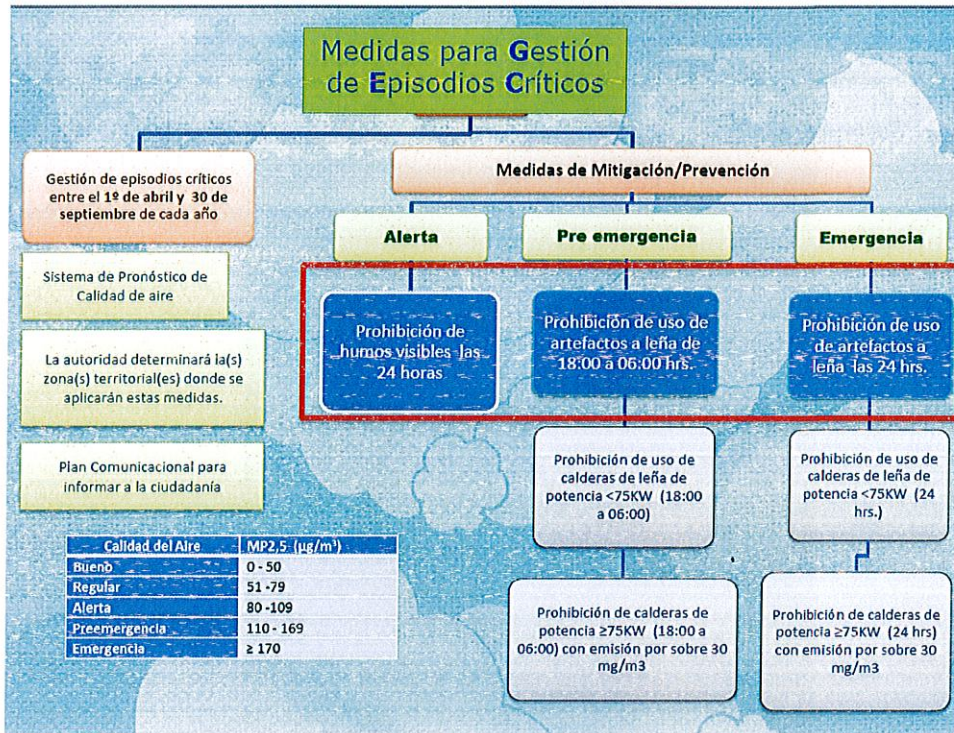 Medidas para Gestión
de Episodios Críticos
Gestión de episodios críticos
entre el 1º de abril y 30 de
septiembre de cada año
Sistema de Pronóstico de
Calidad de aire
La autoridad determinará la(s)
zona(s) territorial(es) donde se
aplicarán estas medidas.
Plan Comunicacional para
informar a la ciudadanía
Medidas de Mitigación/Prevención
Alerta
Prohibición de
humos visibles las
24 horas
Pre emergencia
Prohibición de uso de
artefactos a leña de
18:00 a 06:00 hrs.
Prohibición de uso de
calderas de leña de
potencia <75KW (18:00
a 06:00)
Prohibición de calderas de
potencia ≥75KW (18:00 a
06:00) con emisión por sobre 30
mg/m3
Emergencia
Prohibición de uso
de artefactos a
leña las 24 hrs.
Prohibición de uso de
calderas de leña de
potencia <75KW (24
hrs.)
Prohibición de calderas de
potencia ≥75KW (24 hrs)
con emisión por sobre 30
mg/m3
Calidad del Aire MP2,5 (µg/m³)
Bueno 0 - 50
Regular 51 -79
Alerta 80 -109
Preemergencia 110 - 169
Emergencia ≥ 170